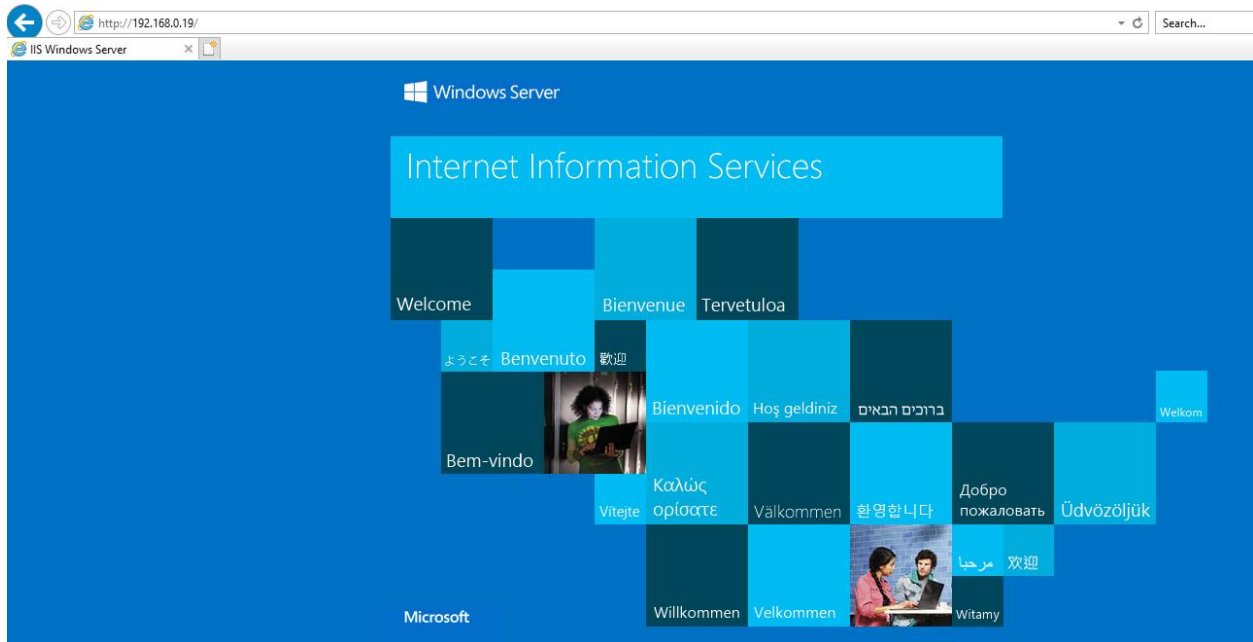 http://192.168.0.19/
Search...
IIS Windows Server
Windows Server
Internet Information Services
Welcome
Bienvenue
Tervetuloa
ようこそ
Benvenuto
歡迎
Bienvenido
Hoş geldiniz
ברוכים הבאים
Welkom
Bem-vindo
Vítejte
Καλώς
ορίσατε
Välkommen
환영합니다
Добро
пожаловать
Üdvözöljük
مرحبا
欢迎
Willkommen
Velkommen
Witamy
Microsoft